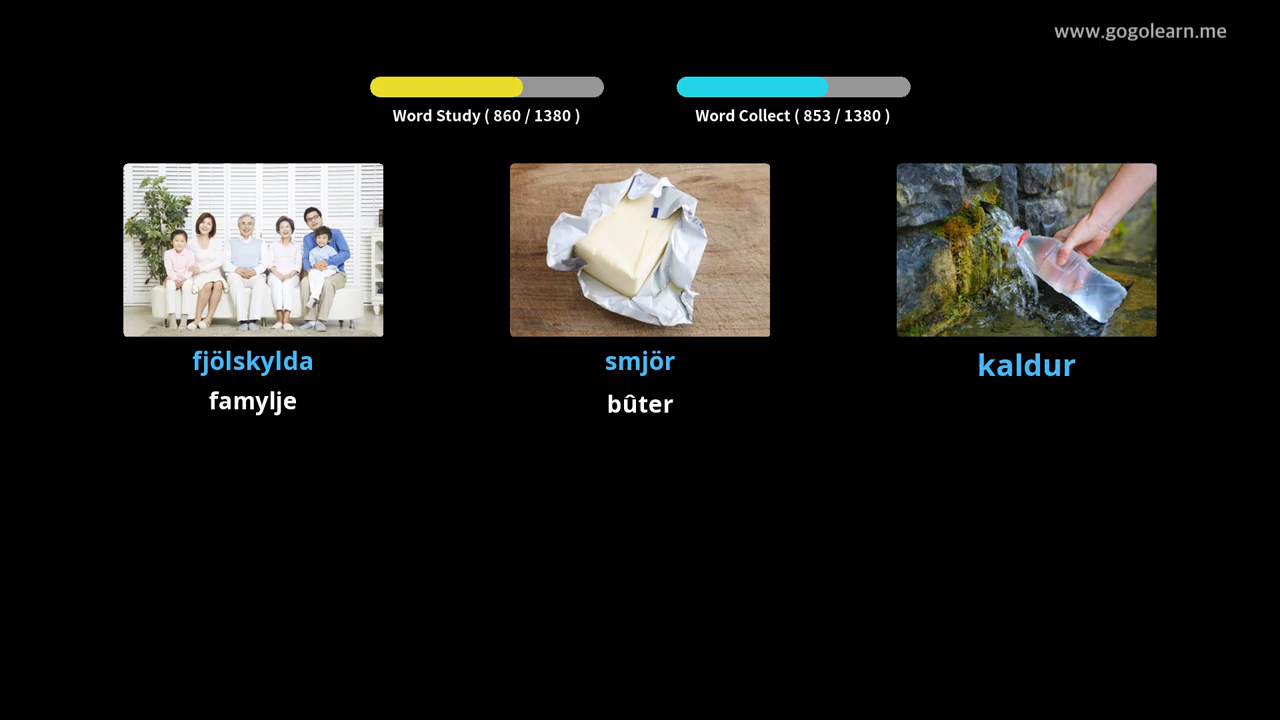 www.gogolearn.me
Word Study ( 860 / 1380 )
Word Collect ( 853 / 1380 )
fjölskylda
famylje
smjör
bûter
kaldur